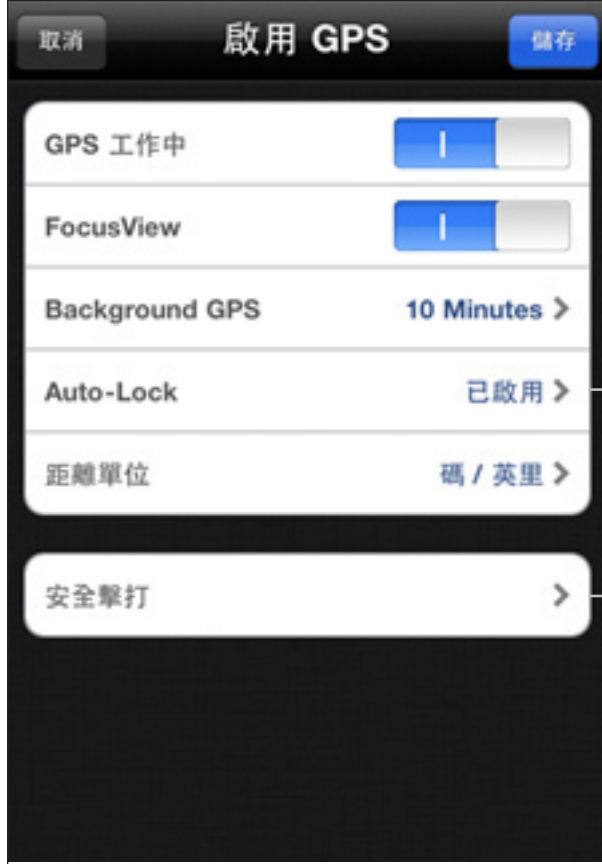 取消 啟用 GPS 儲存
GPS 工作中
FocusView
Background GPS 10 Minutes
Auto-Lock 已啟用
距離單位 碼 / 英里
安全擊打